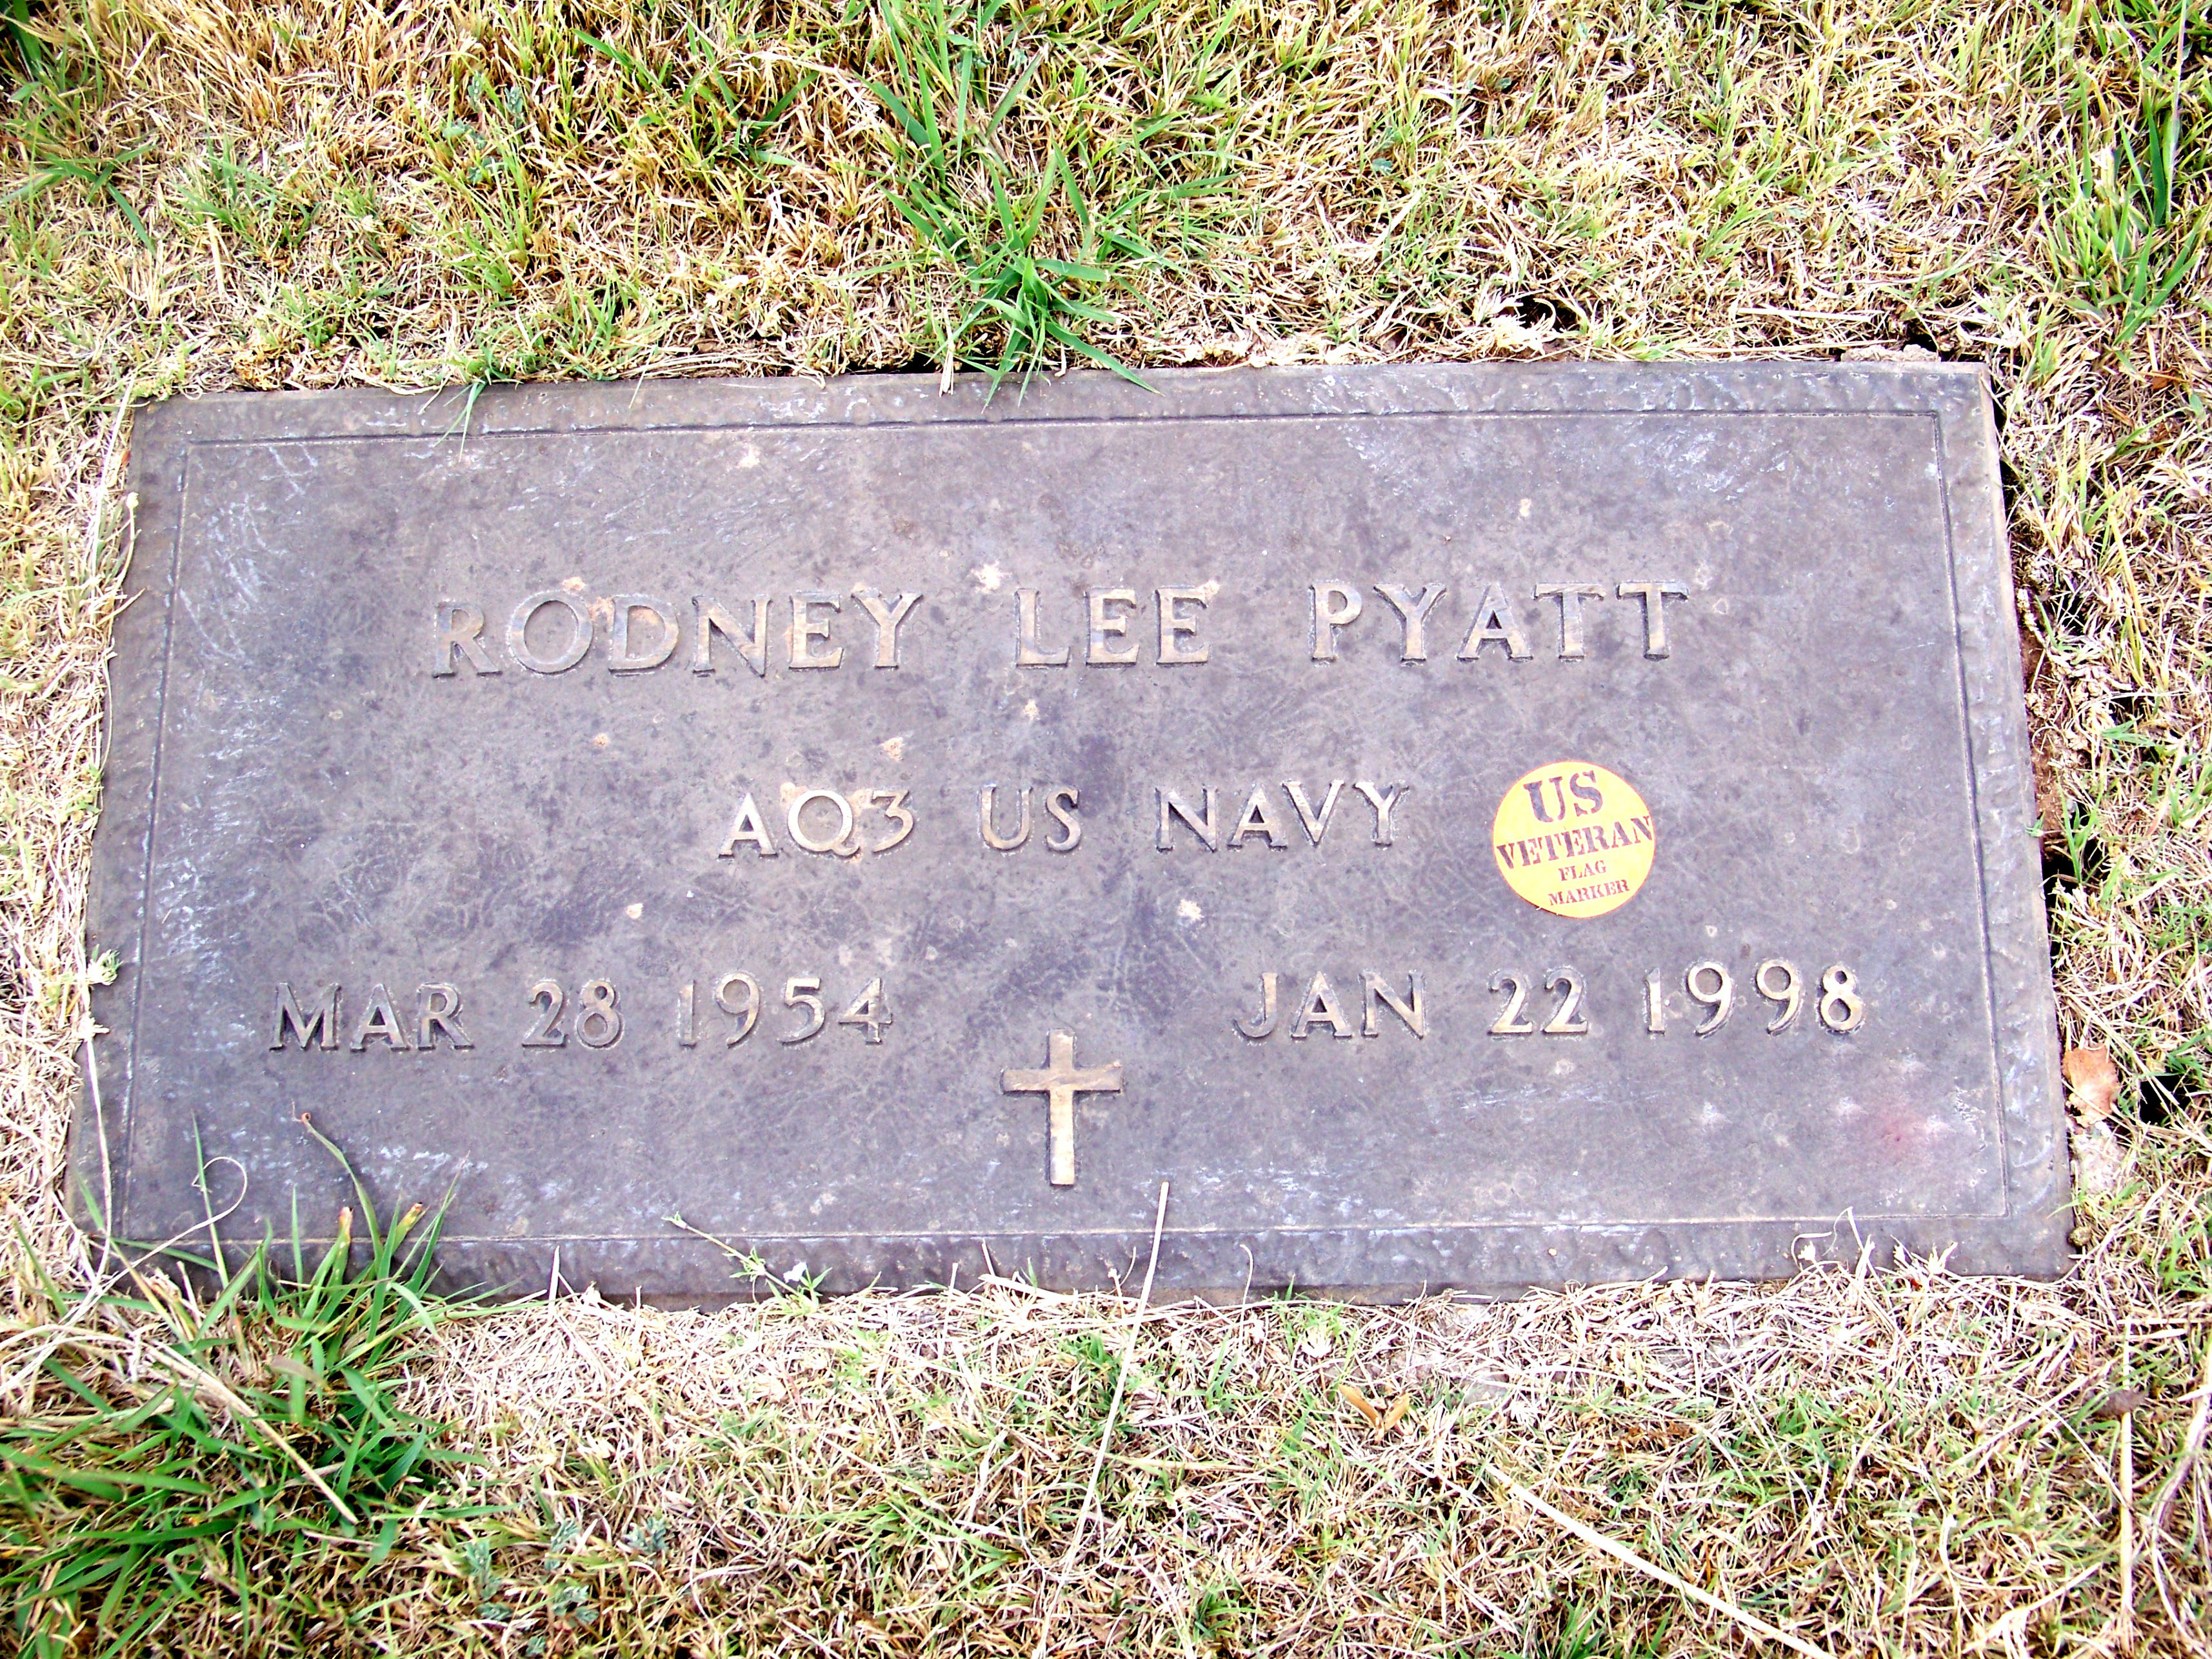 RODNEY LEE PYATT
AQ3 US NAVY
US
VETERAN
FLAG
MARKER
MAR 28 1954 JAN 22 1998